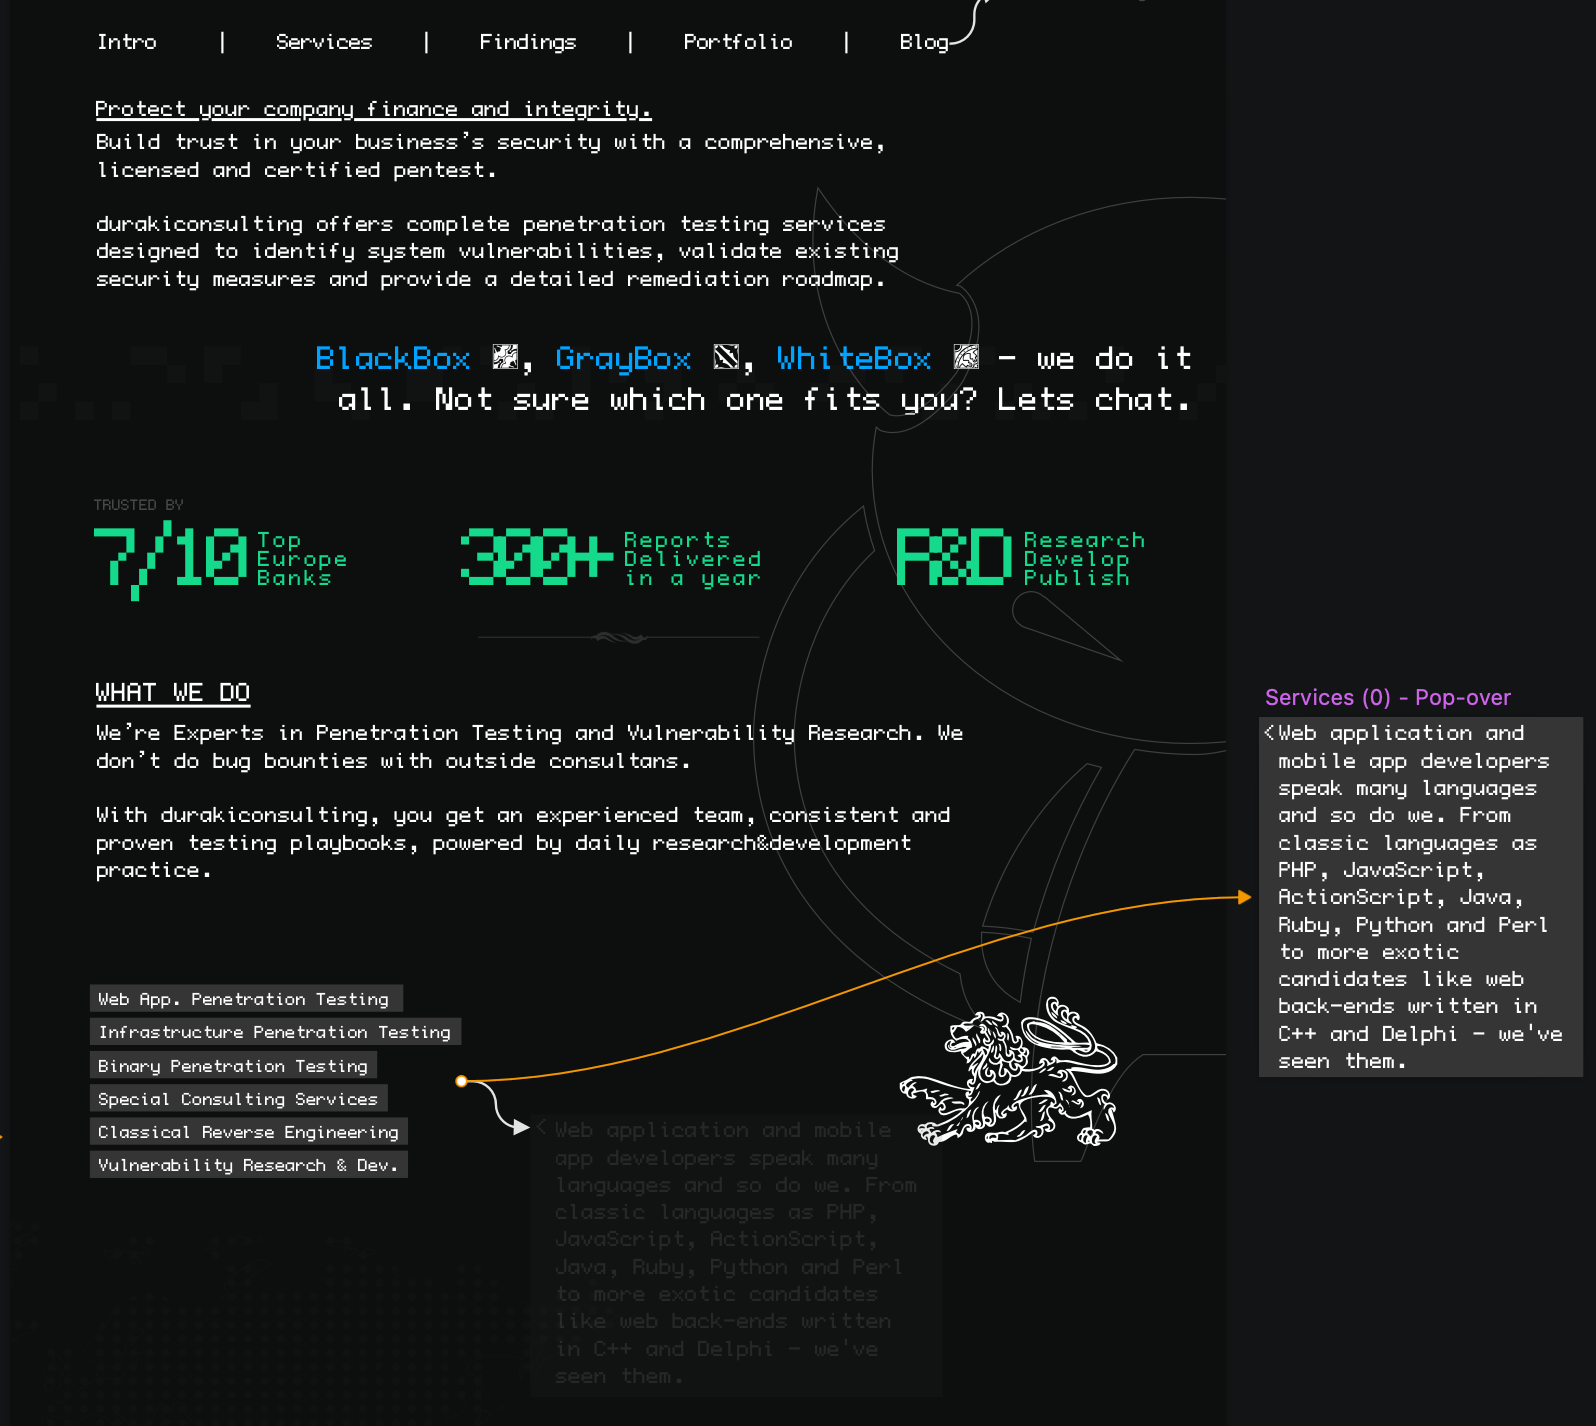 Intro | Services | Findings | Portfolio | Blog
Protect your company finance and integrity.
Build trust in your business's security with a comprehensive,
licensed and certified pentest.
durakiconsulting offers complete penetration testing services
designed to identify system vulnerabilities, validate existing
security measures and provide a detailed remediation roadmap.
BlackBox , GrayBox , WhiteBox - we do it
all. Not sure which one fits you? Lets chat.
TRUSTED BY
7/10
Top
Europe
Banks
300+
Reports
Delivered
in a year
R&D
Research
Develop
Publish
WHAT WE DO
We're Experts in Penetration Testing and Vulnerability Research. We
don't do bug bounties with outside consultans.
With durakiconsulting, you get an experienced team, consistent and
proven testing playbooks, powered by daily research&development
practice.
Web App. Penetration Testing
Infrastructure Penetration Testing
Binary Penetration Testing
Special Consulting Services
Classical Reverse Engineering
Vulnerability Research & Dev.
< Web application and mobile
app developers speak many
languages and so do we. From
classic languages as PHP,
JavaScript, ActionScript,
Java, Ruby, Python and Perl
to more exotic candidates
like web back-ends written
in C++ and Delphi - we've
seen them.
Services (0) - Pop-over
<Web application and
mobile app developers
speak many languages
and so do we. From
classic languages as
PHP, JavaScript,
ActionScript, Java,
Ruby, Python and Perl
to more exotic
candidates like web
back-ends written in
C++ and Delphi - we've
seen them.